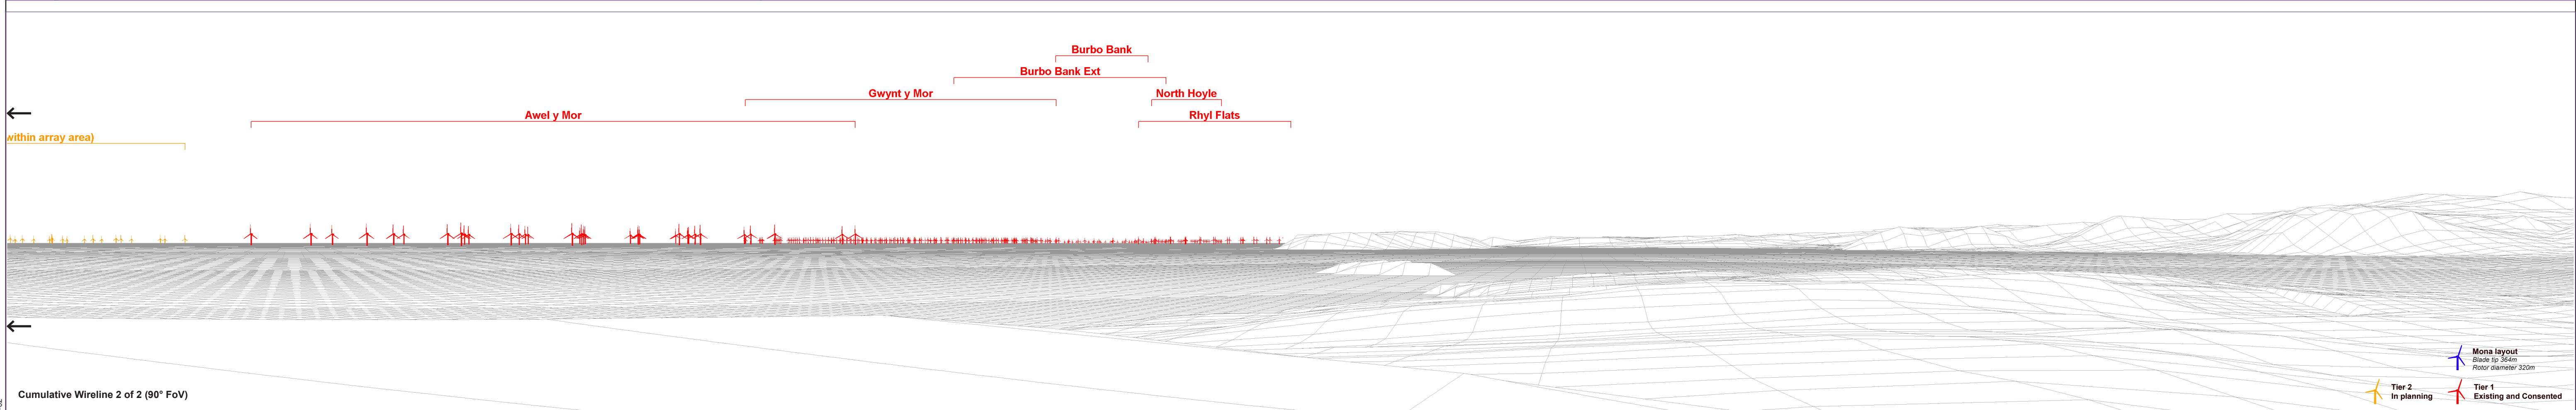 Burbo Bank
Burbo Bank Ext
Gwynt y Mor
North Hoyle
Awel y Mor
Rhyl Flats
within array area)
Mona layout
Blade tip 364m
Rotor diameter 320m
Tier 2
In planning
Tier 1
Existing and Consented
Cumulative Wireline 2 of 2 (90° FoV)